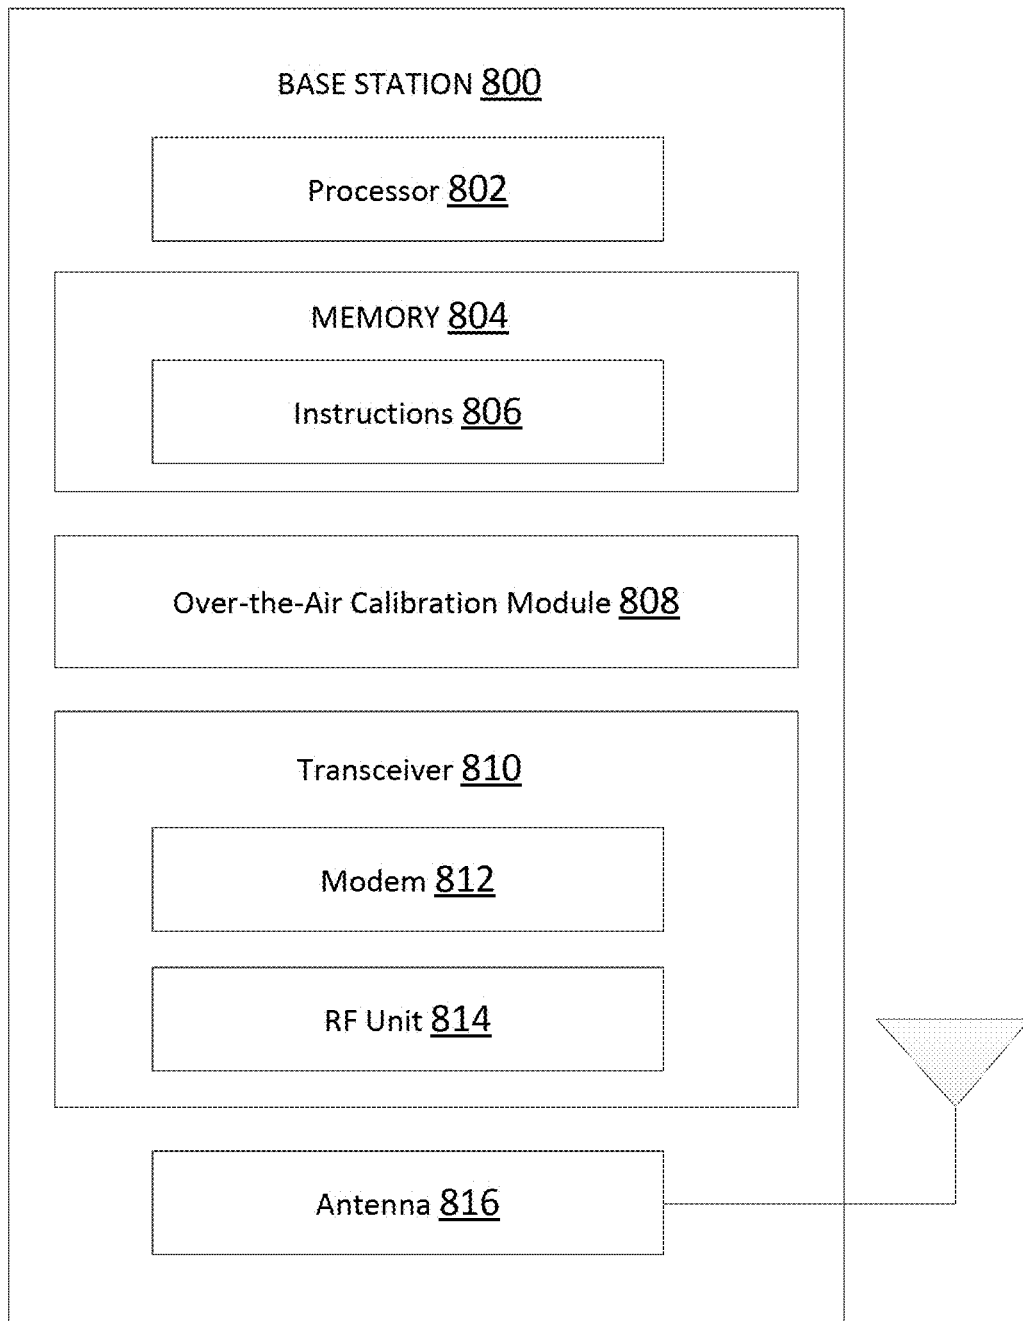 BASE STATION 800
Processor 802
MEMORY 804
Instructions 806
Over-the-Air Calibration Module 808
Transceiver 810
Modem 812
RF Unit 814
Antenna 816